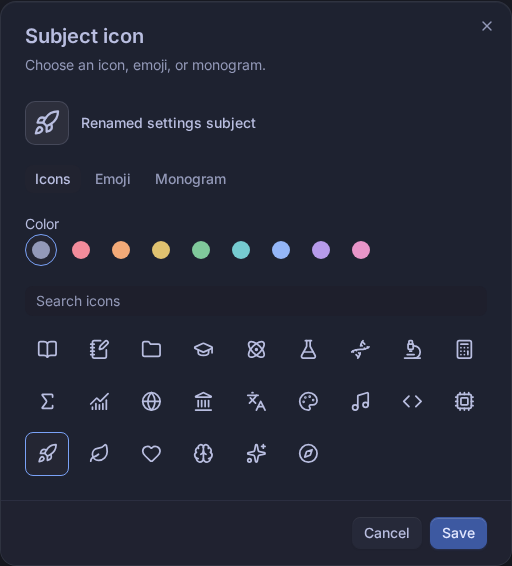 Subject icon
Choose an icon, emoji, or monogram.
Renamed settings subject
Icons Emoji Monogram
Color
Search icons
Cancel Save